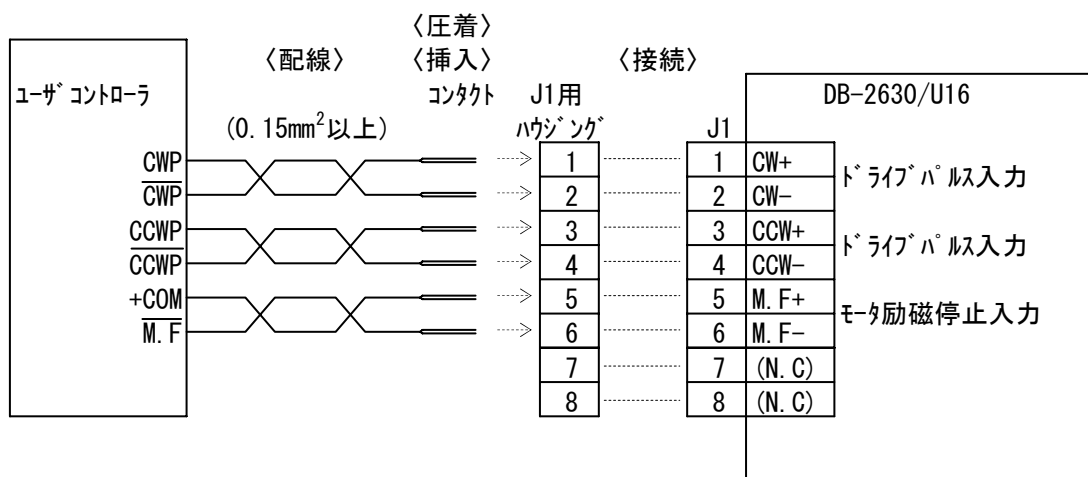 〈圧着〉
〈配線〉 〈挿入〉 〈接続〉
ﾕｰｻﾞｺﾝﾄﾛｰﾗ ｺﾝﾀｸﾄ J1用 DB-2630/U16
(0.15mm²以上) ﾊｳｼﾞﾝｸﾞ J1
CWP 1 1 CW+
ﾄﾞﾗｲﾌﾞﾊﾟﾙｽ入力
C̅W̅P̅ 2 2 CW-
CCWP 3 3 CCW+
ﾄﾞﾗｲﾌﾞﾊﾟﾙｽ入力
C̅C̅W̅P̅ 4 4 CCW-
+COM 5 5 M.F+
ﾓｰﾀ励磁停止入力
M̅.̅F̅ 6 6 M.F-
7 7 (N.C)
8 8 (N.C)